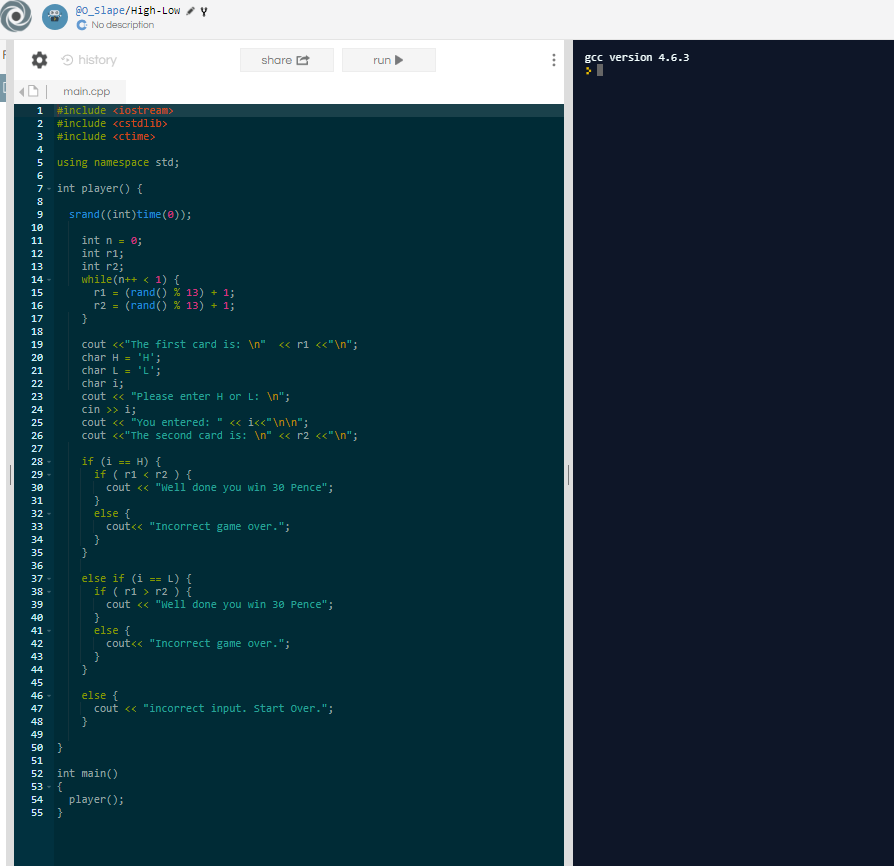 @O_Slape/High-Low
No description
history
share
run
main.cpp
1 #include <iostream>
2 #include <cstdlib>
3 #include <ctime>
4
5 using namespace std;
6
7 int player() {
8
9 srand((int)time(0));
10
11 int n = 0;
12 int r1;
13 int r2;
14 while(n++ < 1) {
15 r1 = (rand() % 13) + 1;
16 r2 = (rand() % 13) + 1;
17 }
18
19 cout <<"The first card is: \n"  << r1 <<"\n";
20 char H = 'H';
21 char L = 'L';
22 char i;
23 cout << "Please enter H or L: \n";
24 cin >> i;
25 cout << "You entered: " << i<<"\n\n";
26 cout <<"The second card is: \n" << r2 <<"\n";
27
28 if (i == H) {
29 if ( r1 < r2 ) {
30 cout << "Well done you win 30 Pence";
31 }
32 else {
33 cout<< "Incorrect game over.";
34 }
35 }
36
37 else if (i == L) {
38 if ( r1 > r2 ) {
39 cout << "Well done you win 30 Pence";
40 }
41 else {
42 cout<< "Incorrect game over.";
43 }
44 }
45
46 else {
47 cout << "incorrect input. Start Over.";
48 }
49
50 }
51
52 int main()
53 {
54 player();
55 }
gcc version 4.6.3
>